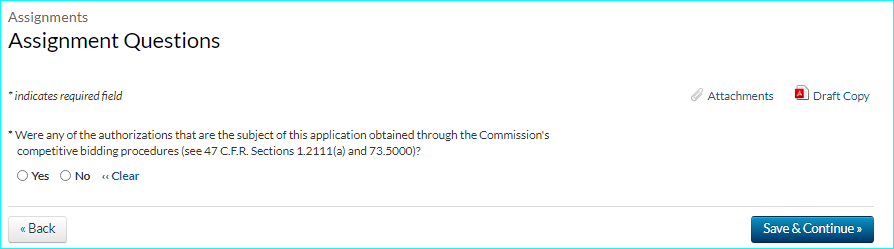 Assignments
Assignment Questions
* indicates required field
Attachments
Draft Copy
* Were any of the authorizations that are the subject of this application obtained through the Commission's
competitive bidding procedures (see 47 C.F.R. Sections 1.2111(a) and 73.5000)?
Yes No ‹‹ Clear
« Back
Save & Continue »